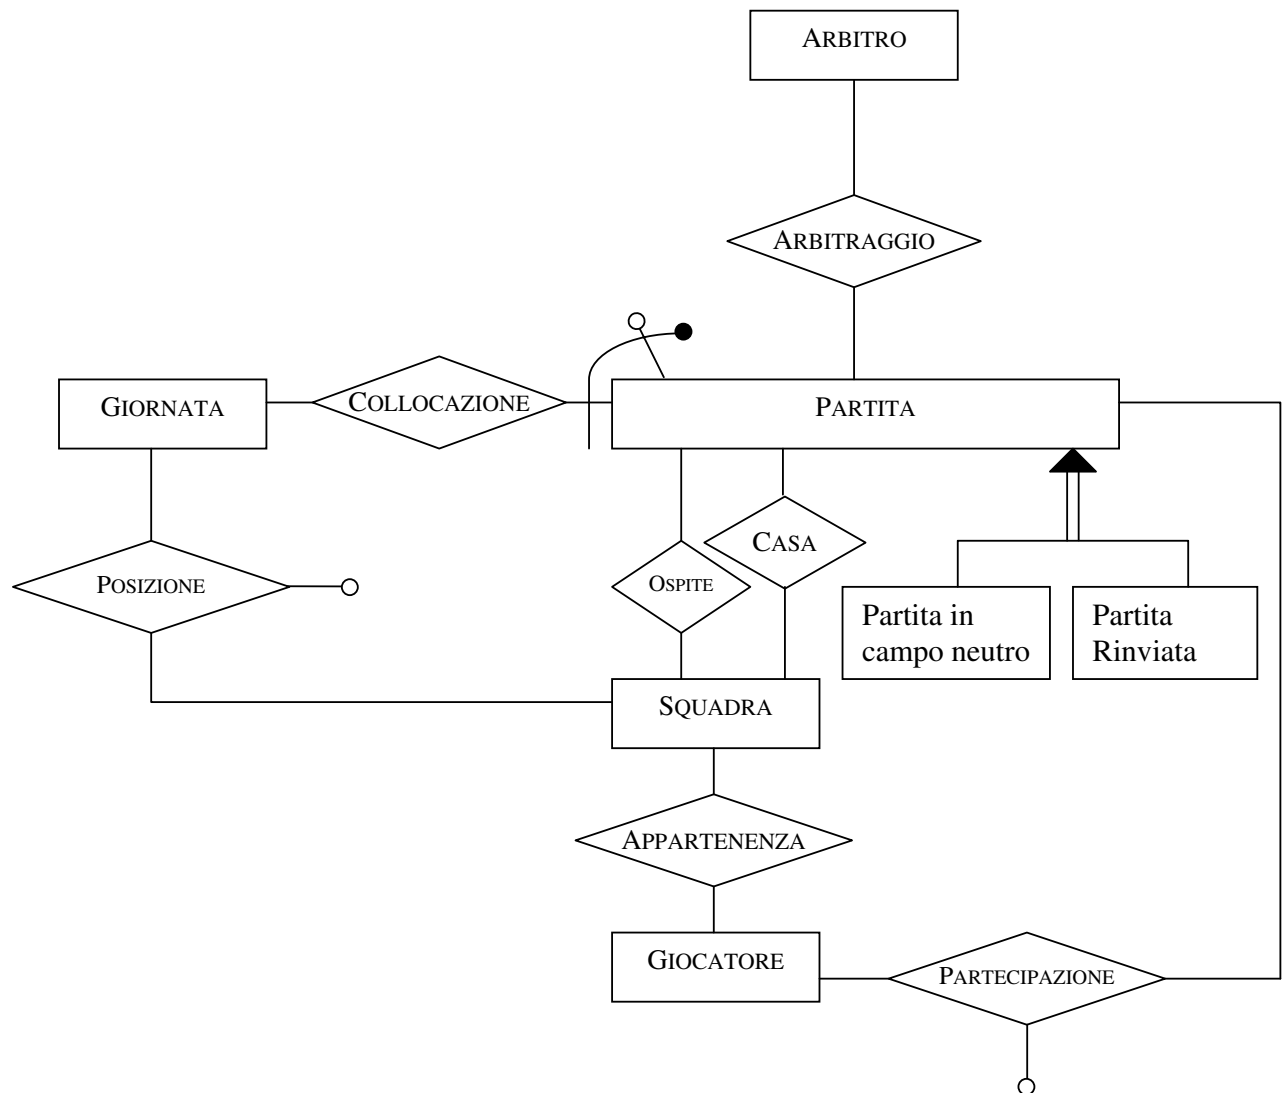 ARBITRO
ARBITRAGGIO
GIORNATA
COLLOCAZIONE
PARTITA
POSIZIONE
OSPITE
CASA
Partita in
campo neutro
Partita
Rinviata
SQUADRA
APPARTENENZA
GIOCATORE
PARTECIPAZIONE